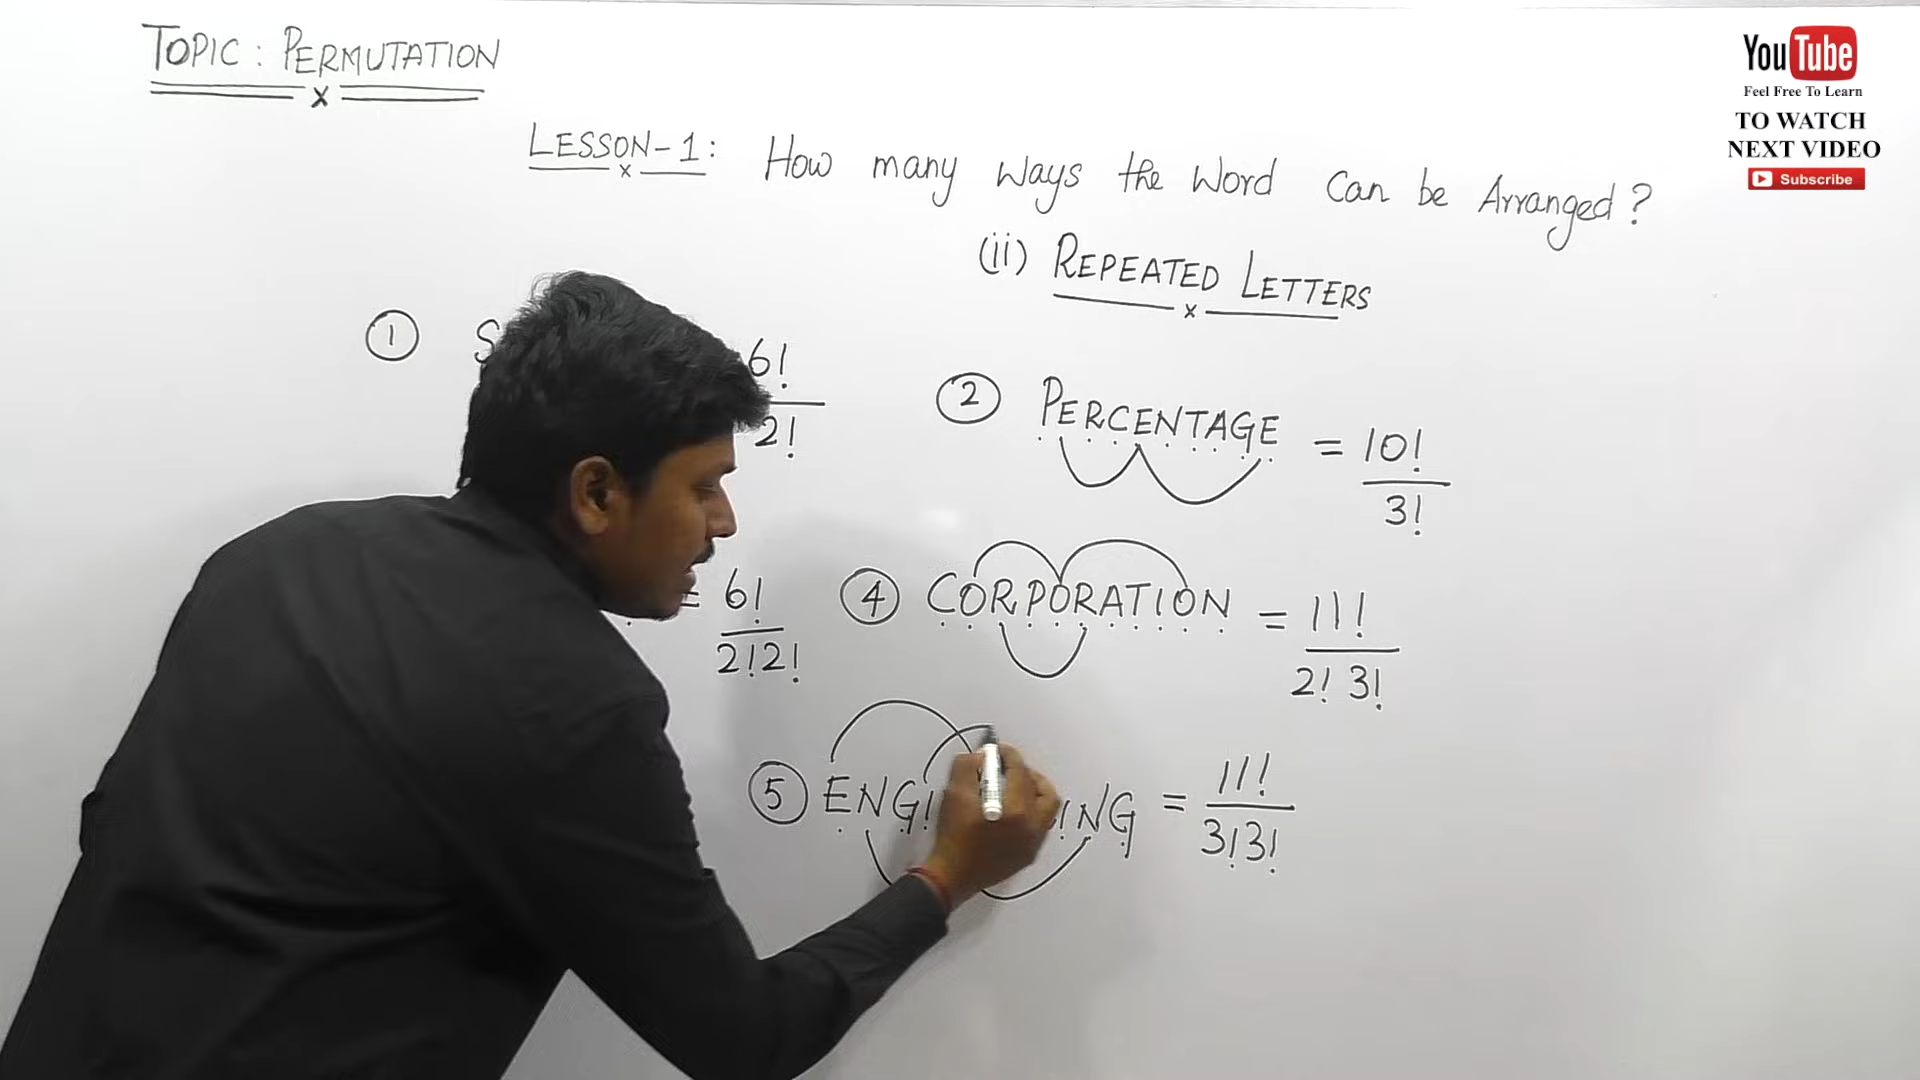 TOPIC : PERMUTATION
x
YouTube
Feel Free To Learn
TO WATCH
NEXT VIDEO
Subscribe
LESSON-1: How many ways the Word Can be Arranged?
x
(ii) REPEATED LETTERS
x
① S 6!
2!
② PERCENTAGE = 10!
3!
= 6!
2!2!
④ CORPORATION = 11!
2! 3!
⑤ ENGI ING = 11!
3!3!